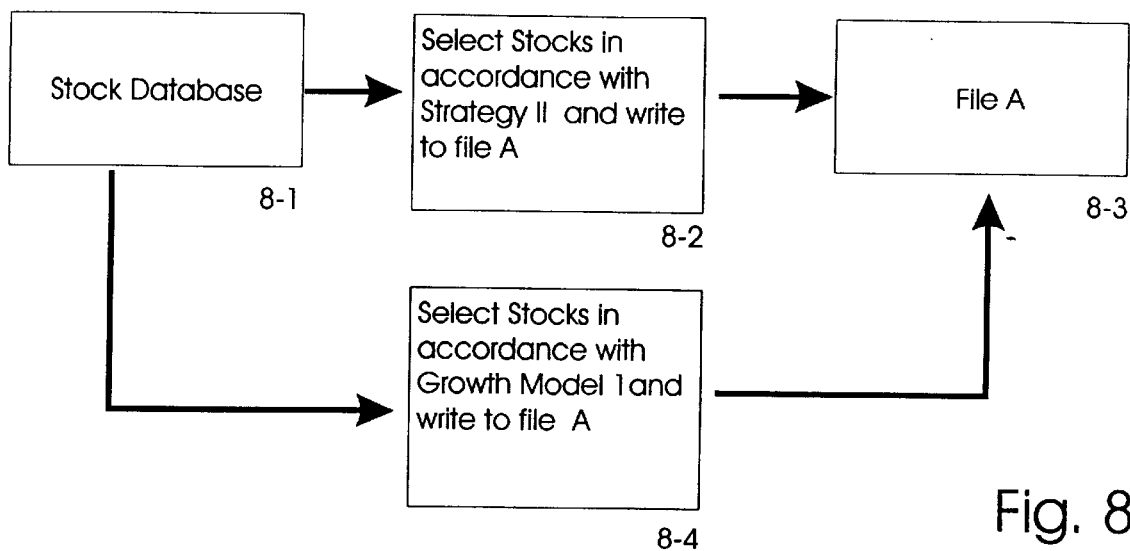 Stock Database
8-1
Select Stocks in
accordance with
Strategy II and write
to file A
8-2
File A
8-3
Select Stocks in
accordance with
Growth Model 1and
write to file A
8-4
Fig. 8